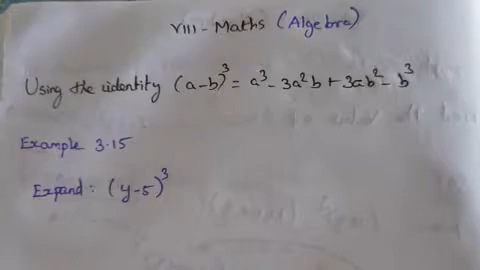 VIII - Maths (Algebra)
Using the identity (a-b)³ = a³ - 3a²b + 3ab² - b³
Example 3.15
Expand : (y-5)³